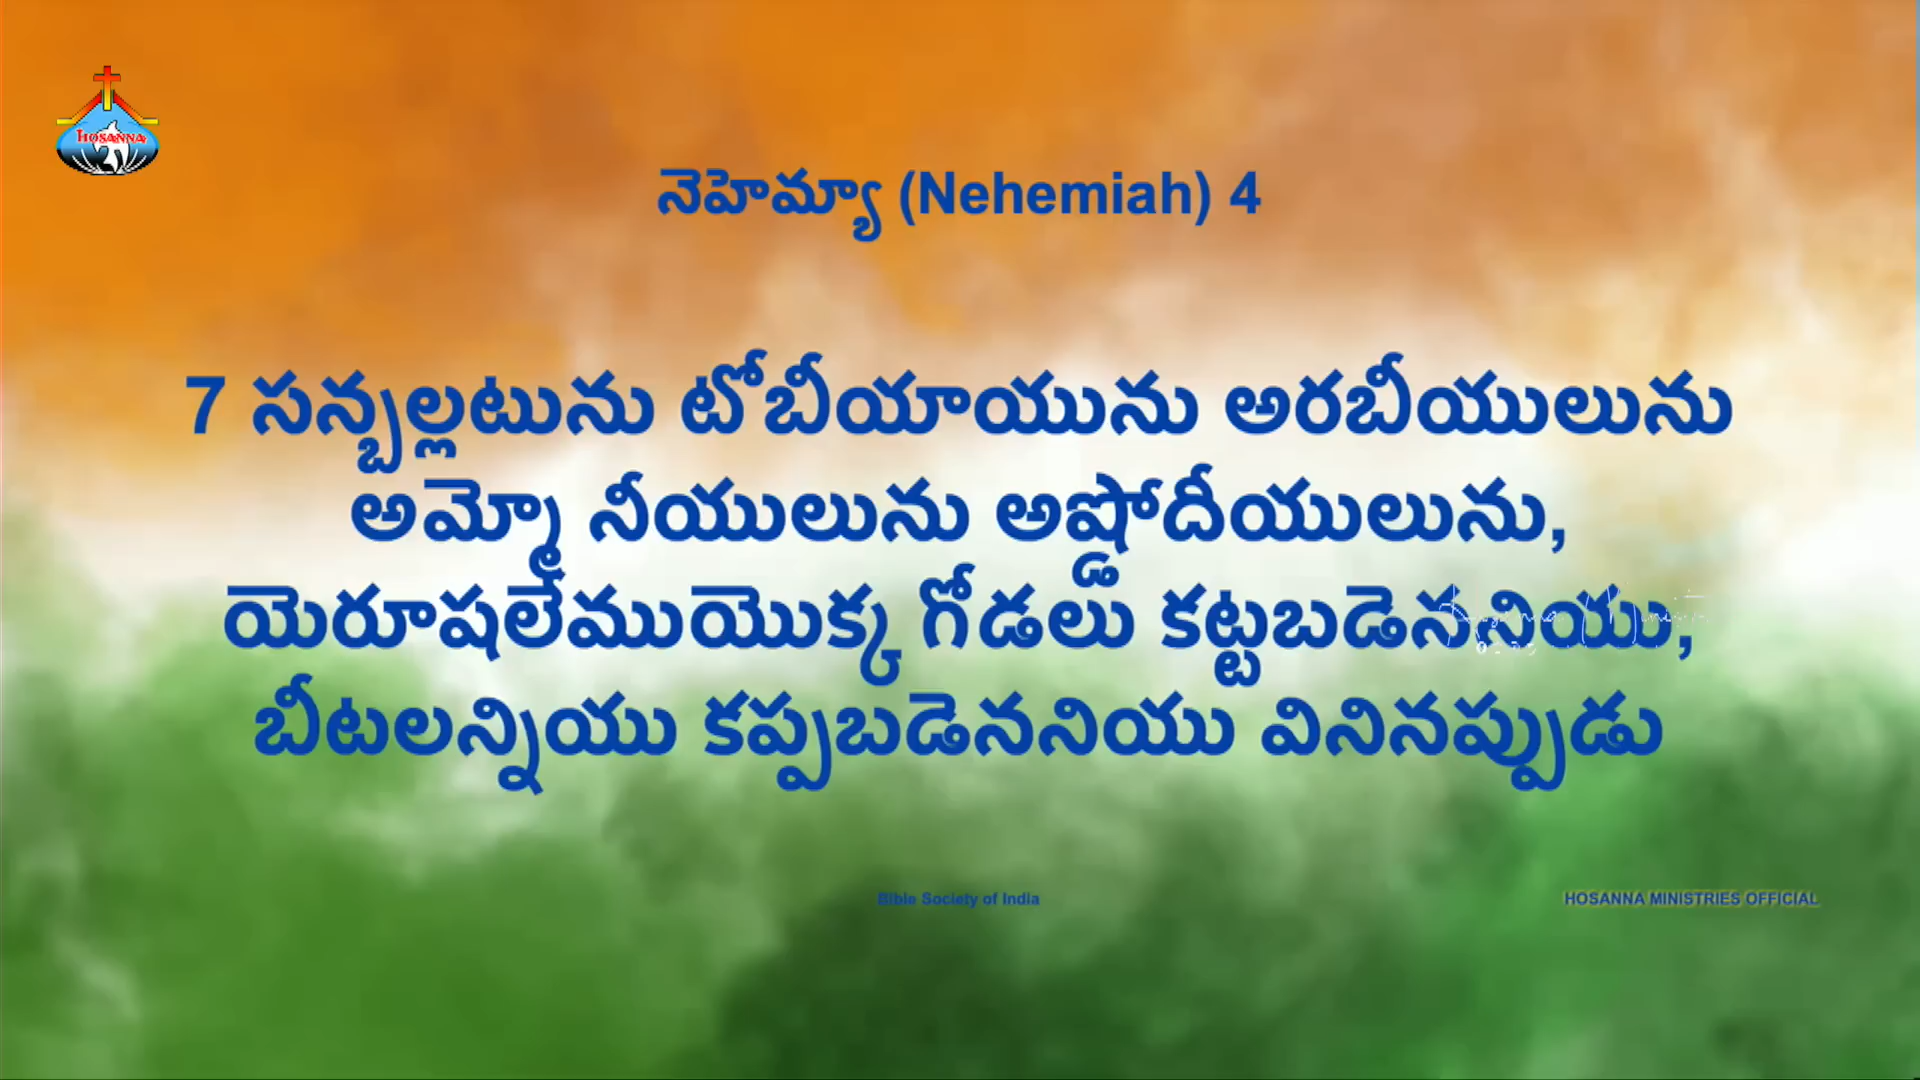 HOSANNA
నెహెమ్యా (Nehemiah) 4
7 సన్బల్లటును టోబీయాయును అరబీయులును
అమ్మో నీయులును అష్డోదీయులును,
యెరూషలేముయొక్క గోడలు కట్టబడెననియు,
బీటలన్నియు కప్పబడెననియు వినినప్పుడు
Bible Society of India
HOSANNA MINISTRIES OFFICIAL